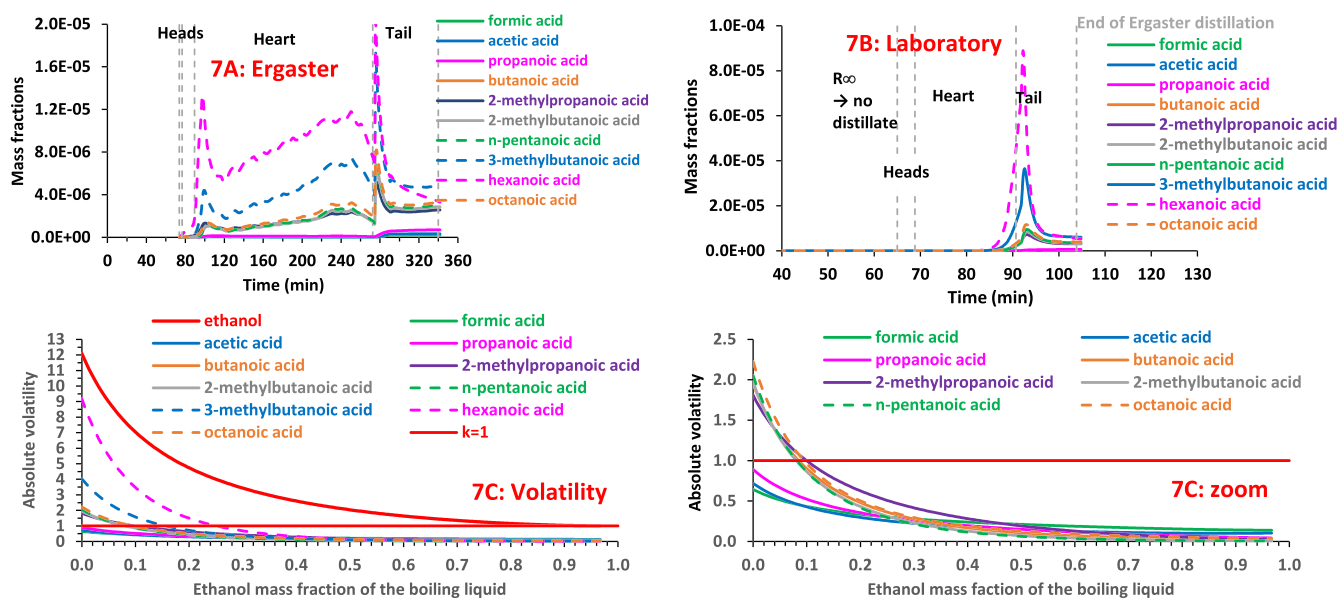 2.0E-05
1.6E-05
1.2E-05
8.0E-06
4.0E-06
0.0E+00
Mass fractions
Heads
Heart
Tail
7A: Ergaster
formic acid
acetic acid
propanoic acid
butanoic acid
2-methylpropanoic acid
2-methylbutanoic acid
n-pentanoic acid
3-methylbutanoic acid
hexanoic acid
octanoic acid
0 40 80 120 160 200 240 280 320 360
Time (min)
1.0E-04
8.0E-05
6.0E-05
4.0E-05
2.0E-05
0.0E+00
Mass fractions
End of Ergaster distillation
7B: Laboratory
R∞
→ no
distillate
Heads
Heart
Tail
formic acid
acetic acid
propanoic acid
butanoic acid
2-methylpropanoic acid
2-methylbutanoic acid
n-pentanoic acid
3-methylbutanoic acid
hexanoic acid
octanoic acid
40 50 60 70 80 90 100 110 120 130
Time (min)
ethanol
formic acid
acetic acid
propanoic acid
butanoic acid
2-methylpropanoic acid
2-methylbutanoic acid
n-pentanoic acid
3-methylbutanoic acid
hexanoic acid
octanoic acid
k=1
13
12
11
10
9
8
7
6
5
4
3
2
1
0
Absolute volatility
7C: Volatility
0.0 0.1 0.2 0.3 0.4 0.5 0.6 0.7 0.8 0.9 1.0
Ethanol mass fraction of the boiling liquid
formic acid
acetic acid
propanoic acid
butanoic acid
2-methylpropanoic acid
2-methylbutanoic acid
n-pentanoic acid
octanoic acid
2.5
2.0
1.5
1.0
0.5
0.0
Absolute volatility
7C: zoom
0.0 0.1 0.2 0.3 0.4 0.5 0.6 0.7 0.8 0.9 1.0
Ethanol mass faction of the boiling liquid